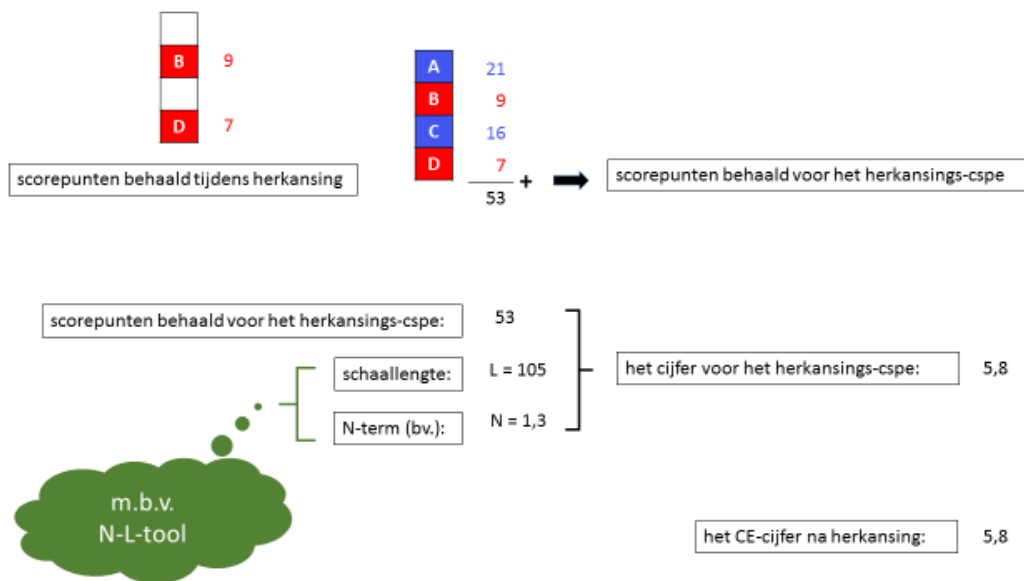 B 9
D 7
scorepunten behaald tijdens herkansing
A 21
B 9
C 16
D 7
+
53
scorepunten behaald voor het herkansings-cspe
scorepunten behaald voor het herkansings-cspe: 53
schaallengte: L = 105
N-term (bv.): N = 1,3
het cijfer voor het herkansings-cspe: 5,8
m.b.v.
N-L-tool
het CE-cijfer na herkansing: 5,8